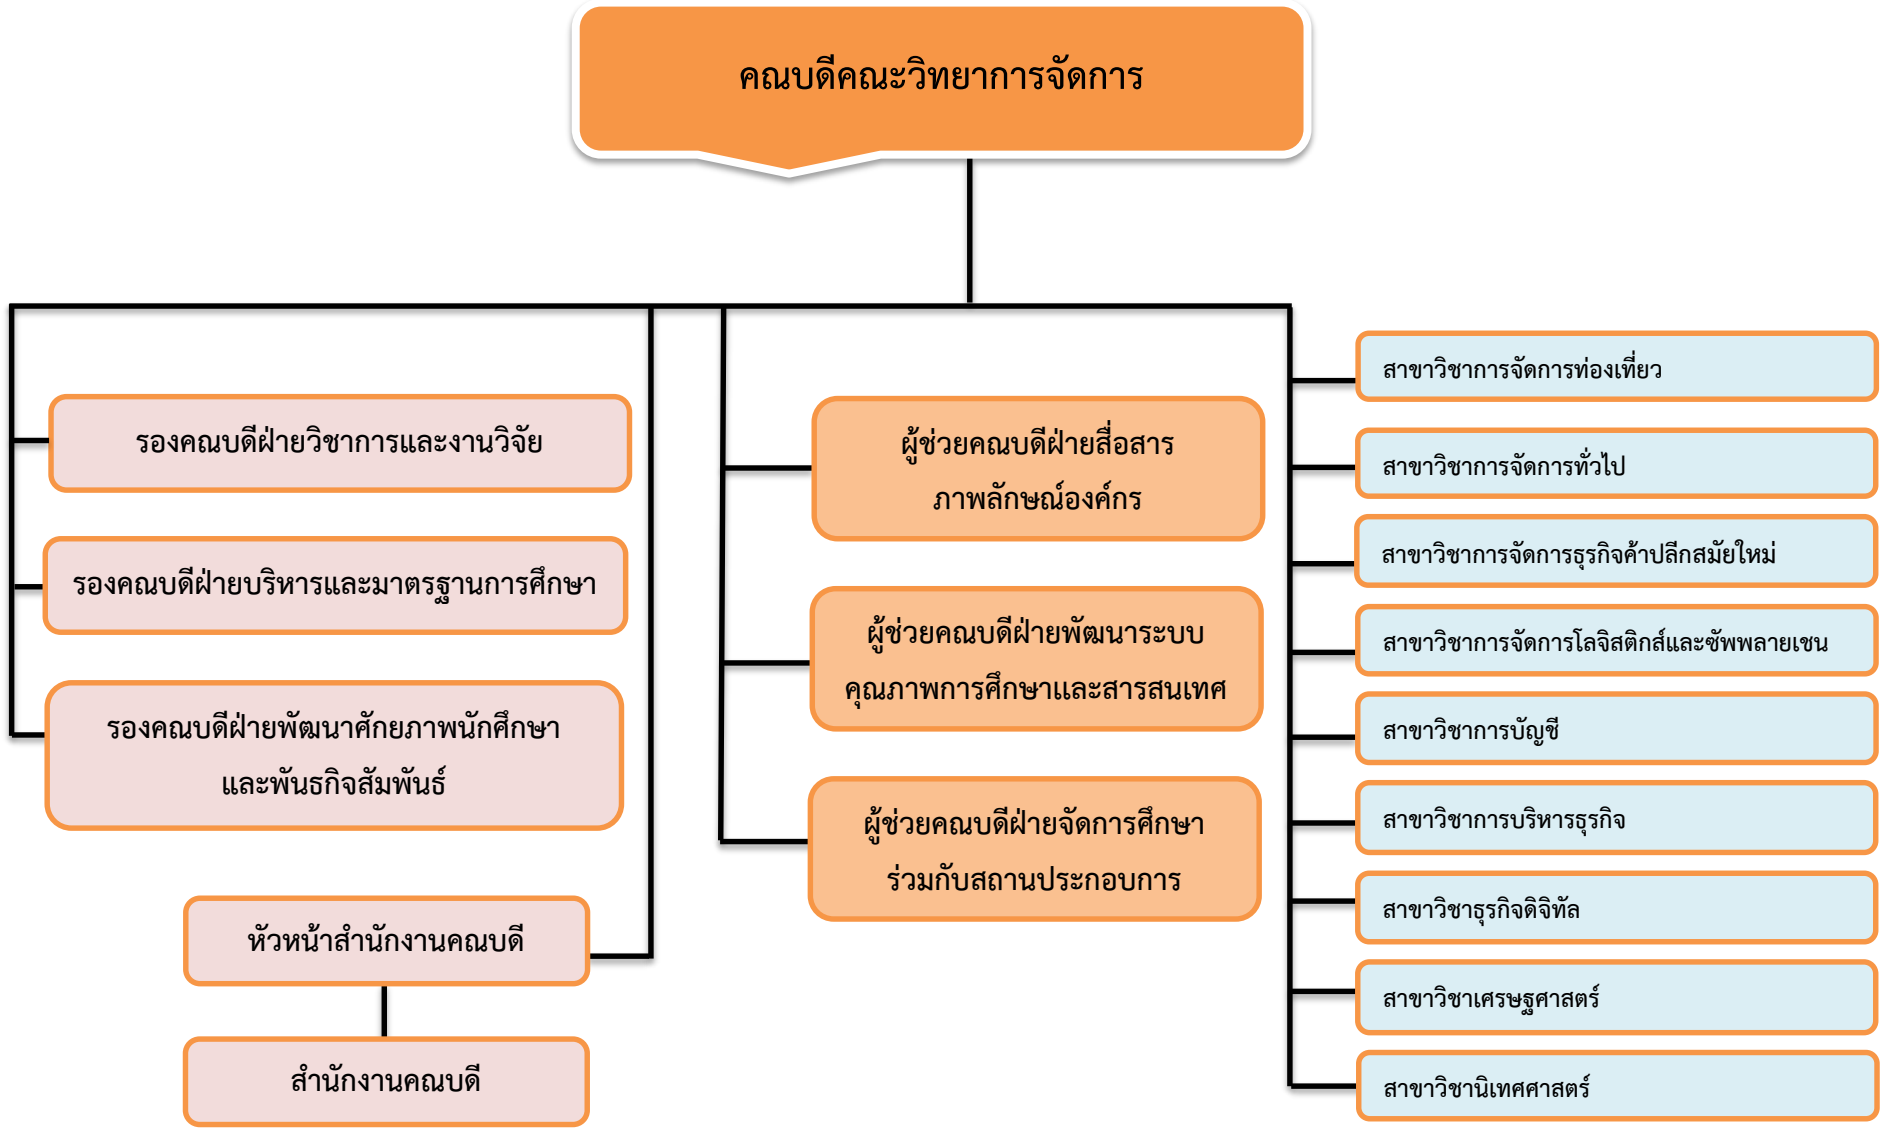 คณบดีคณะวิทยาการจัดการ
รองคณบดีฝ่ายวิชาการและงานวิจัย
รองคณบดีฝ่ายบริหารและมาตรฐานการศึกษา
รองคณบดีฝ่ายพัฒนาศักยภาพนักศึกษา
และพันธกิจสัมพันธ์
หัวหน้าสำนักงานคณบดี
สำนักงานคณบดี
ผู้ช่วยคณบดีฝ่ายสื่อสาร
ภาพลักษณ์องค์กร
ผู้ช่วยคณบดีฝ่ายพัฒนาระบบ
คุณภาพการศึกษาและสารสนเทศ
ผู้ช่วยคณบดีฝ่ายจัดการศึกษา
ร่วมกับสถานประกอบการ
สาขาวิชาการจัดการท่องเที่ยว
สาขาวิชาการจัดการทั่วไป
สาขาวิชาการจัดการธุรกิจค้าปลีกสมัยใหม่
สาขาวิชาการจัดการโลจิสติกส์และซัพพลายเชน
สาขาวิชาการบัญชี
สาขาวิชาการบริหารธุรกิจ
สาขาวิชาธุรกิจดิจิทัล
สาขาวิชาเศรษฐศาสตร์
สาขาวิชานิเทศศาสตร์